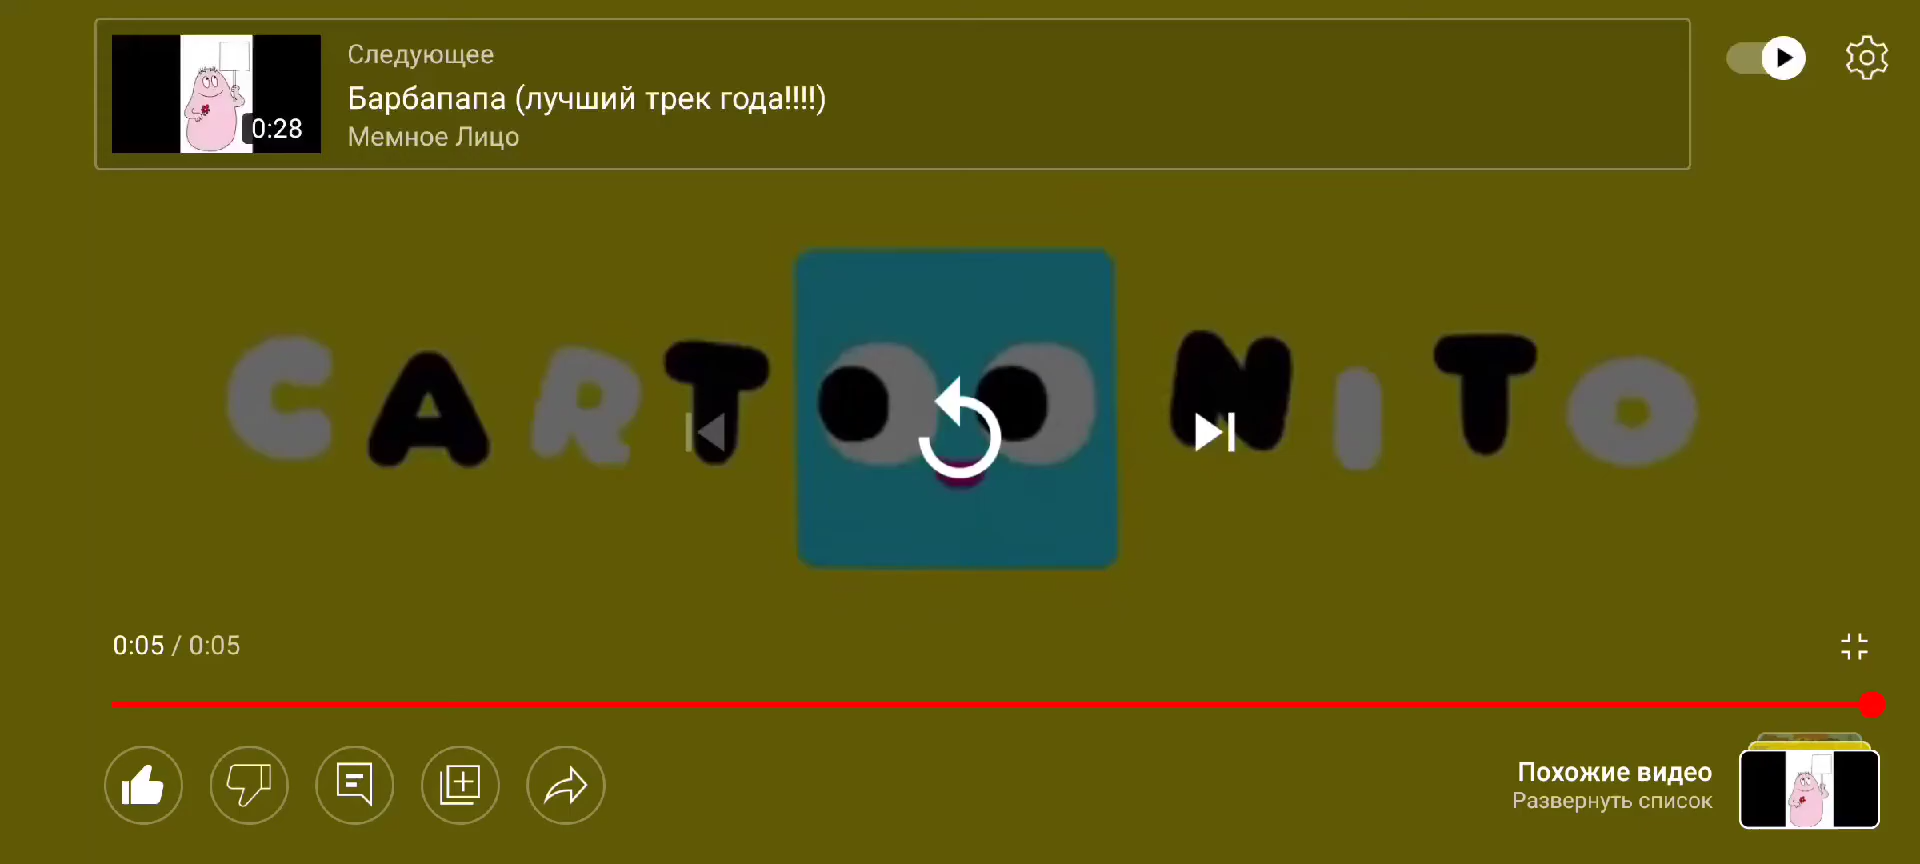 Следующее
Барбапапа (лучший трек года!!!!)
Мемное Лицо
0:28
CARTOONITO
0:05 / 0:05
Похожие видео
Развернуть список